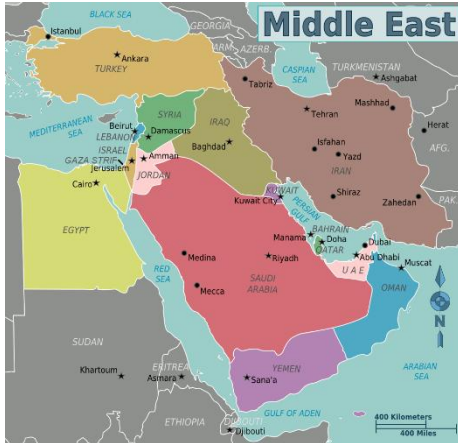 Middle East
BLACK SEA
GEORGIA
Istanbul
ARM.
AZERB.
CASPIAN
SEA
TURKMENISTAN
Ankara
TURKEY
Tabriz
Ashgabat
Tehran
Mashhad
MEDITERRANEAN
SEA
SYRIA
Beirut
LEBANON
Damascus
IRAQ
Baghdad
Herat
AFG.
Isfahan
Yazd
IRAN
ISRAEL
GAZA STRIP
Amman
Jerusalem
JORDAN
Cairo
KUWAIT
Kuwait City
Shiraz
Zahedan
PAK.
PERSIAN
GULF
EGYPT
BAHRAIN
Manama
Doha
QATAR
Dubai
Abu Dhabi
U A E
Muscat
Medina
Riyadh
RED
SEA
SAUDI
ARABIA
OMAN
Mecca
N
SUDAN
Khartoum
ERITREA
Asmara
YEMEN
Sana'a
ARABIAN
SEA
GULF OF ADEN
ETHIOPIA
DJIBOUTI
Djibouti
400 Kilometers
400 Miles